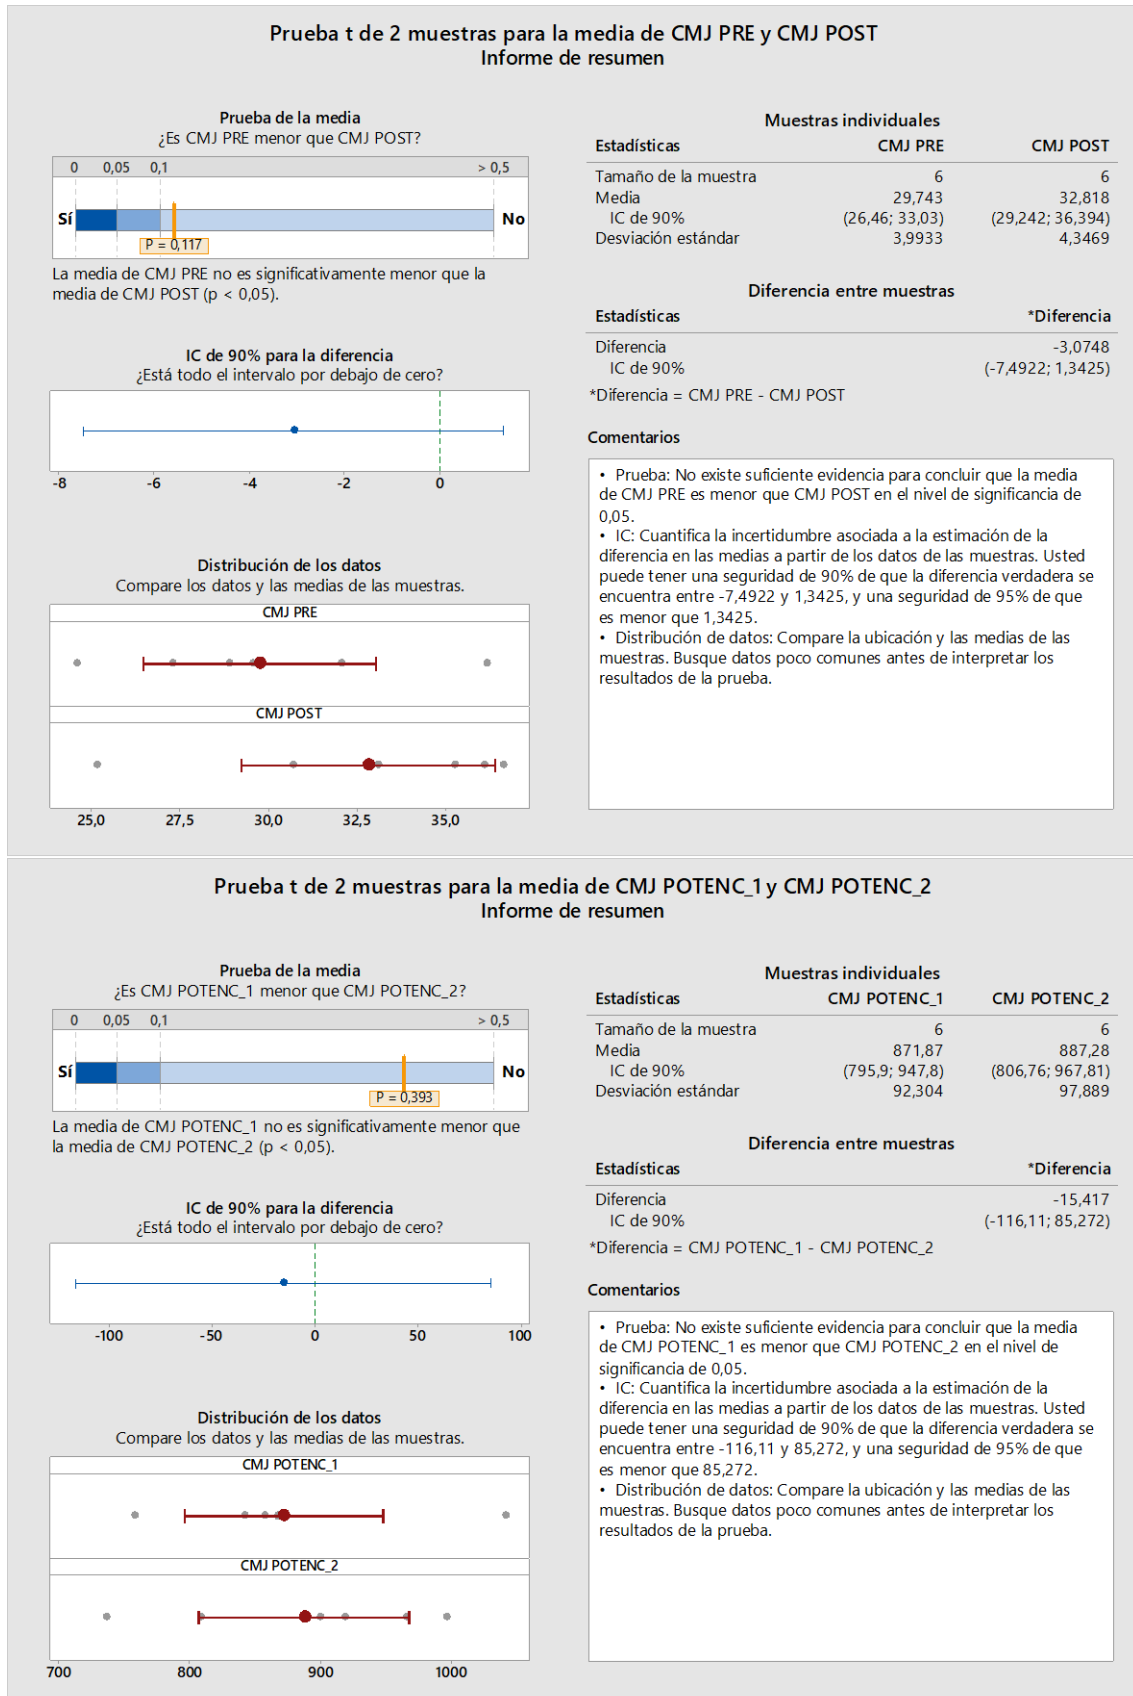 Prueba t de 2 muestras para la media de CMJ PRE y CMJ POST
Informe de resumen
Prueba de la media
¿Es CMJ PRE menor que CMJ POST?
0 0,05 0,1 > 0,5
Sí No
P = 0,117
La media de CMJ PRE no es significativamente menor que la
media de CMJ POST (p < 0,05).
IC de 90% para la diferencia
¿Está todo el intervalo por debajo de cero?
-8 -6 -4 -2 0
Distribución de los datos
Compare los datos y las medias de las muestras.
CMJ PRE
CMJ POST
25,0 27,5 30,0 32,5 35,0
Muestras individuales
Estadísticas CMJ PRE CMJ POST
Tamaño de la muestra 6 6
Media 29,743 32,818
IC de 90% (26,46; 33,03) (29,242; 36,394)
Desviación estándar 3,9933 4,3469
Diferencia entre muestras
Estadísticas *Diferencia
Diferencia -3,0748
IC de 90% (-7,4922; 1,3425)
*Diferencia = CMJ PRE - CMJ POST
Comentarios
• Prueba: No existe suficiente evidencia para concluir que la media
de CMJ PRE es menor que CMJ POST en el nivel de significancia de
0,05.
• IC: Cuantifica la incertidumbre asociada a la estimación de la
diferencia en las medias a partir de los datos de las muestras. Usted
puede tener una seguridad de 90% de que la diferencia verdadera se
encuentra entre -7,4922 y 1,3425, y una seguridad de 95% de que
es menor que 1,3425.
• Distribución de datos: Compare la ubicación y las medias de las
muestras. Busque datos poco comunes antes de interpretar los
resultados de la prueba.
Prueba t de 2 muestras para la media de CMJ POTENC_1 y CMJ POTENC_2
Informe de resumen
Prueba de la media
¿Es CMJ POTENC_1 menor que CMJ POTENC_2?
0 0,05 0,1 > 0,5
Sí No
P = 0,393
La media de CMJ POTENC_1 no es significativamente menor que
la media de CMJ POTENC_2 (p < 0,05).
IC de 90% para la diferencia
¿Está todo el intervalo por debajo de cero?
-100 -50 0 50 100
Distribución de los datos
Compare los datos y las medias de las muestras.
CMJ POTENC_1
CMJ POTENC_2
700 800 900 1000
Muestras individuales
Estadísticas CMJ POTENC_1 CMJ POTENC_2
Tamaño de la muestra 6 6
Media 871,87 887,28
IC de 90% (795,9; 947,8) (806,76; 967,81)
Desviación estándar 92,304 97,889
Diferencia entre muestras
Estadísticas *Diferencia
Diferencia -15,417
IC de 90% (-116,11; 85,272)
*Diferencia = CMJ POTENC_1 - CMJ POTENC_2
Comentarios
• Prueba: No existe suficiente evidencia para concluir que la media
de CMJ POTENC_1 es menor que CMJ POTENC_2 en el nivel de
significancia de 0,05.
• IC: Cuantifica la incertidumbre asociada a la estimación de la
diferencia en las medias a partir de los datos de las muestras. Usted
puede tener una seguridad de 90% de que la diferencia verdadera se
encuentra entre -116,11 y 85,272, y una seguridad de 95% de que
es menor que 85,272.
• Distribución de datos: Compare la ubicación y las medias de las
muestras. Busque datos poco comunes antes de interpretar los
resultados de la prueba.